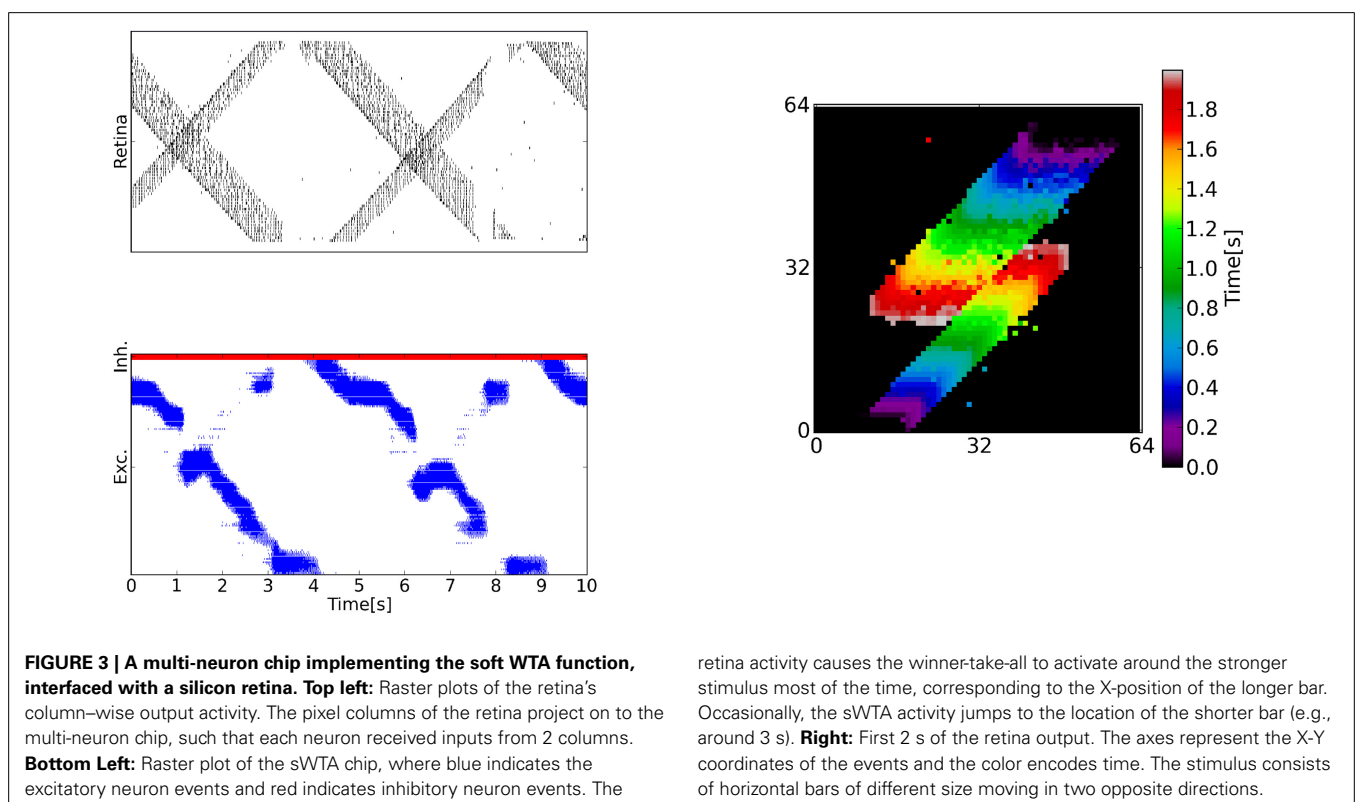 Retina
Inh.
Exc.
0 1 2 3 4 5 6 7 8 9 10
Time[s]
64
32
0
0 32 64
1.8
1.6
1.4
1.2
1.0
0.8
0.6
0.4
0.2
0.0
Time[s]
FIGURE 3 | A multi-neuron chip implementing the soft WTA function,
interfaced with a silicon retina. Top left: Raster plots of the retina's
column–wise output activity. The pixel columns of the retina project on to the
multi-neuron chip, such that each neuron received inputs from 2 columns.
Bottom Left: Raster plot of the sWTA chip, where blue indicates the
excitatory neuron events and red indicates inhibitory neuron events. The
retina activity causes the winner-take-all to activate around the stronger
stimulus most of the time, corresponding to the X-position of the longer bar.
Occasionally, the sWTA activity jumps to the location of the shorter bar (e.g.,
around 3 s). Right: First 2 s of the retina output. The axes represent the X-Y
coordinates of the events and the color encodes time. The stimulus consists
of horizontal bars of different size moving in two opposite directions.